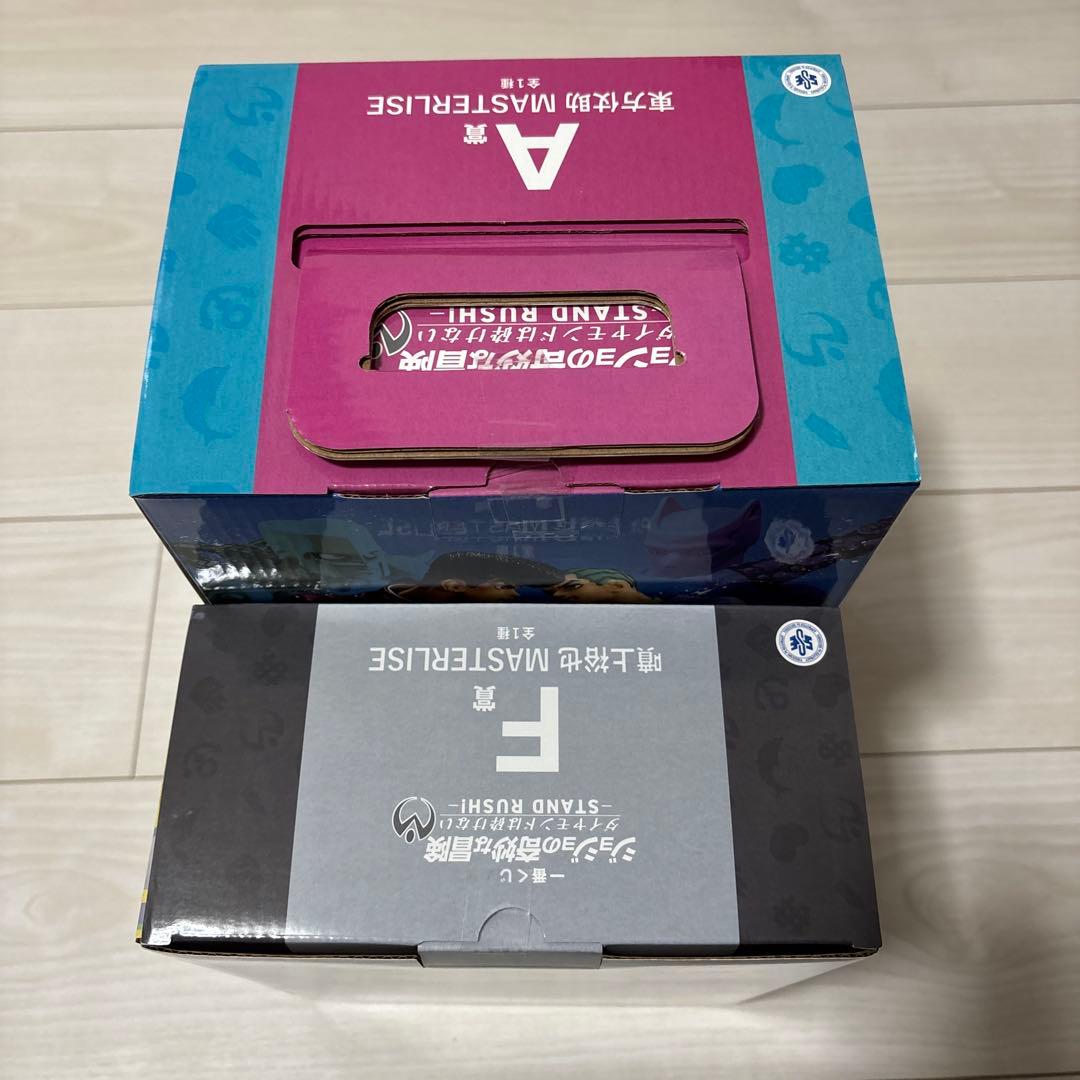 A賞
東方仗助 MASTERLISE
全1種
ョジョの奇妙な冒険
ダイヤモンドは砕けない
-STAND RUSH!-
一番くじ
ジョジョの奇妙な冒険
ダイヤモンドは砕けない
-STAND RUSH!-
F賞
噴上裕也 MASTERLISE
全1種